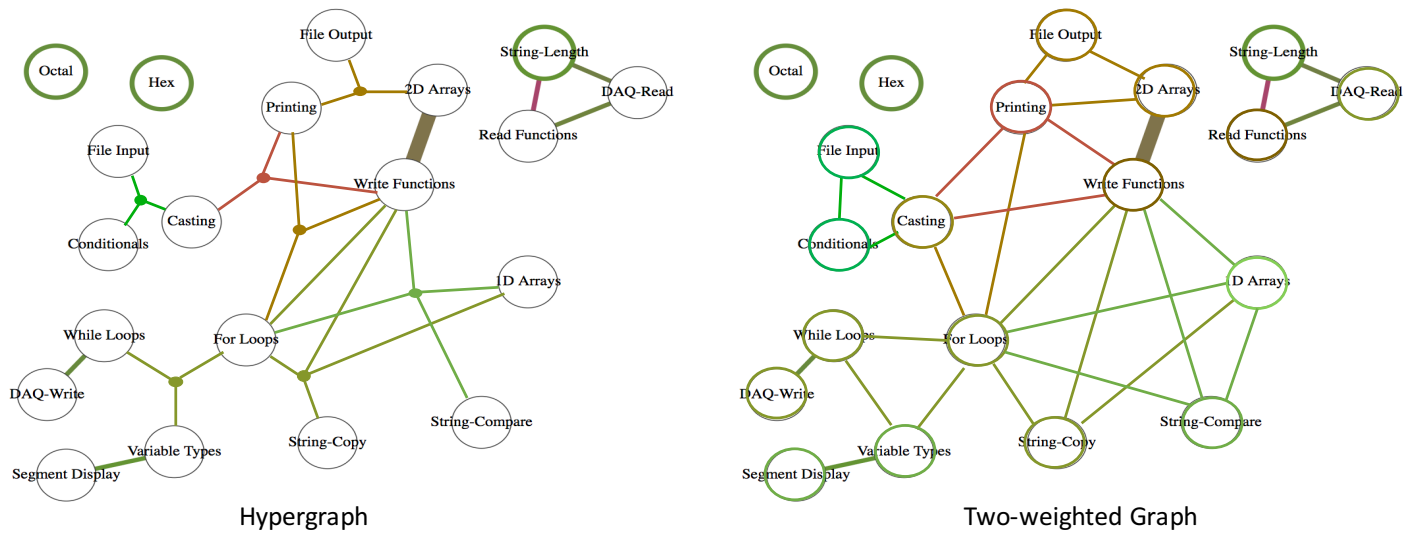 File Output
String-Length
Octal
Hex
2D Arrays
DAQ-Read
Printing
Read Functions
File Input
Write Functions
Casting
Conditionals
1D Arrays
While Loops
For Loops
DAQ-Write
String-Copy
String-Compare
Variable Types
Segment Display
Hypergraph
File Output
String-Length
Octal
Hex
2D Arrays
DAQ-Read
Printing
Read Functions
File Input
Write Functions
Casting
Conditionals
1D Arrays
While Loops
For Loops
DAQ-Write
String-Copy
String-Compare
Variable Types
Segment Display
Two-weighted Graph